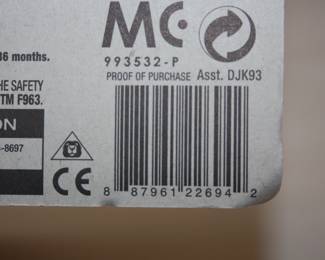 MC
36 months.
993532-P
PROOF OF PURCHASE Asst. DJK93
THE SAFETY
TM F963.
ON
-8697
CE
8 87961 22694 2